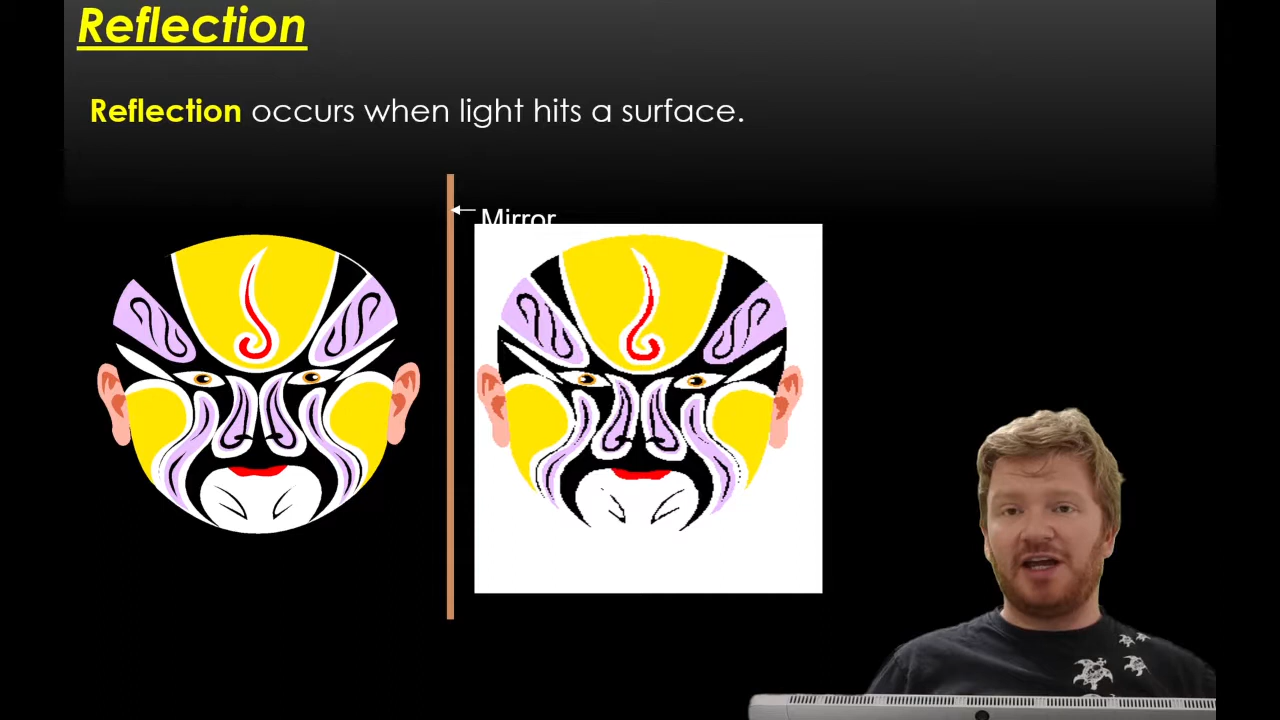 Reflection
Reflection occurs when light hits a surface.
Mirror